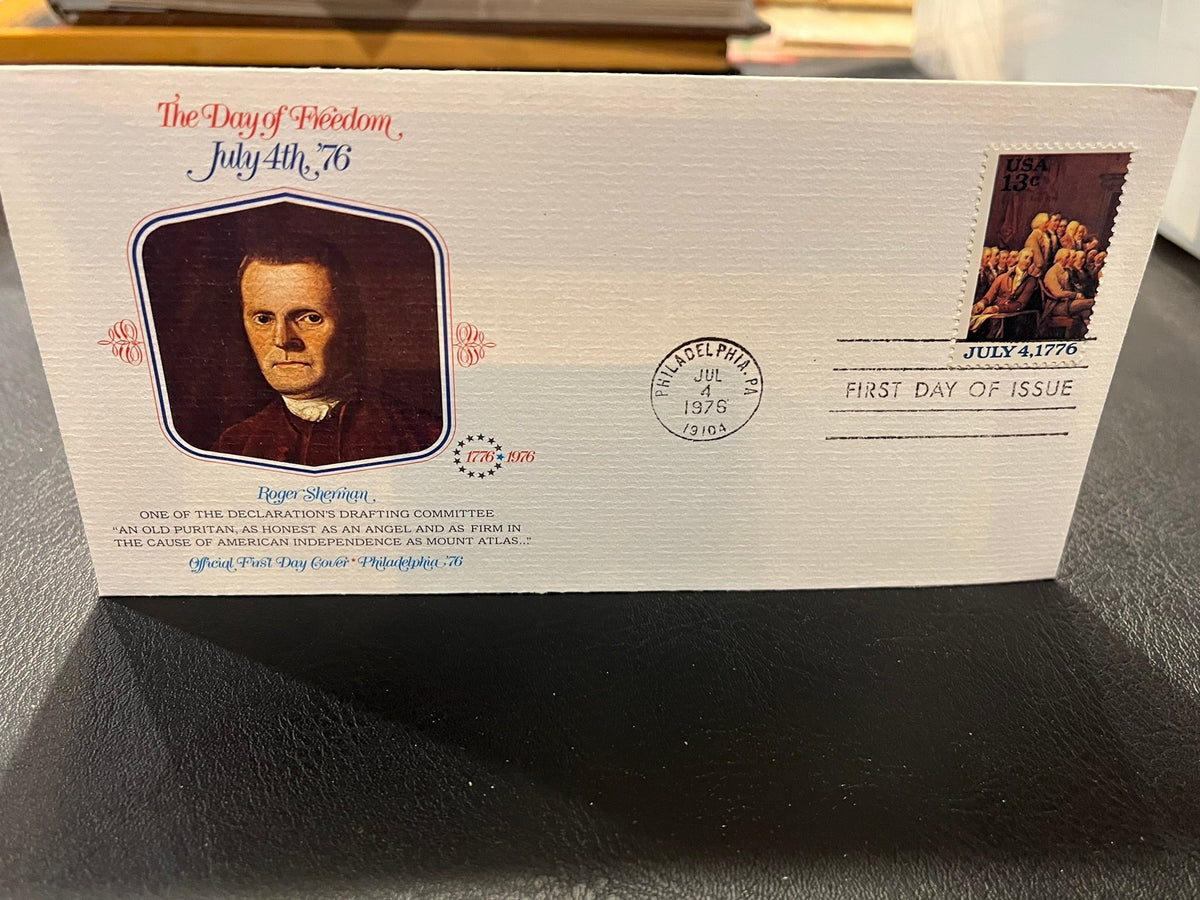 The Day of Freedom
July 4th, '76
1776★1976
Roger Sherman
ONE OF THE DECLARATION'S DRAFTING COMMITTEE
"AN OLD PURITAN, AS HONEST AS AN ANGEL AND AS FIRM IN
THE CAUSE OF AMERICAN INDEPENDENCE AS MOUNT ATLAS..."
Official First Day Cover * Philadelphia '76
PHILADELPHIA, PA
JUL
4
1976
19104
USA
13c
JULY 4, 1776
FIRST DAY OF ISSUE